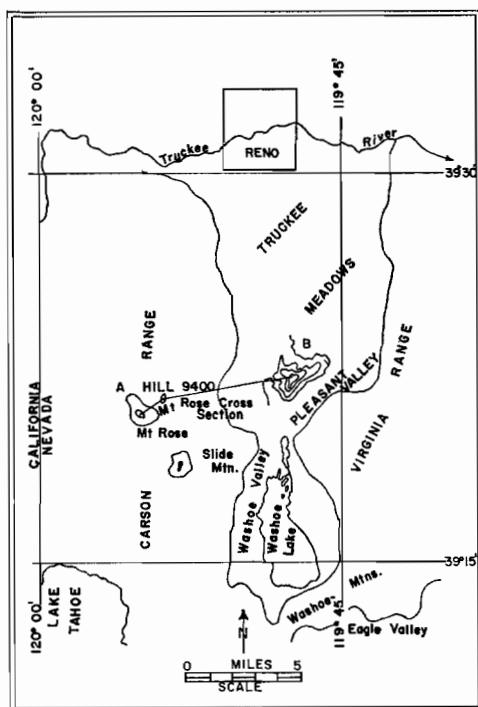 120° 00'
119° 45'
Truckee
River
RENO
39°30
TRUCKEE
MEADOWS
RANGE
B
A
HILL 9400
Mt Rose Cross
Section
PLEASANT
VALLEY
RANGE
Mt Rose
CALIFORNIA
NEVADA
Slide
Mtn.
VIRGINIA
CARSON
Washoe Valley
Washoe
Lake
39°15
120° 00'
LAKE
TAHOE
119° 45'
Washoe
Mtns.
Eagle Valley
N
0 MILES 5
SCALE